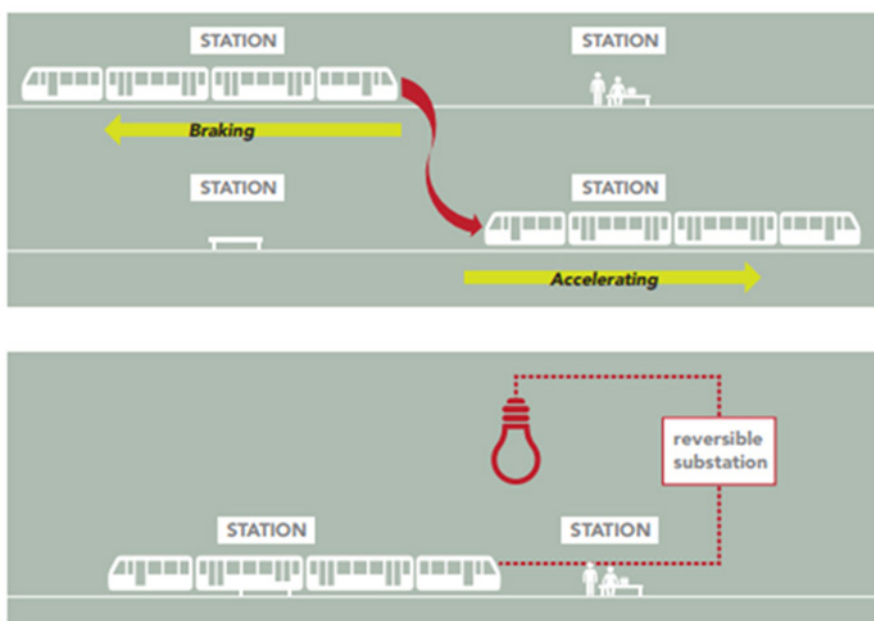 STATION
STATION
Braking
STATION
STATION
Accelerating
reversible
substation
STATION
STATION